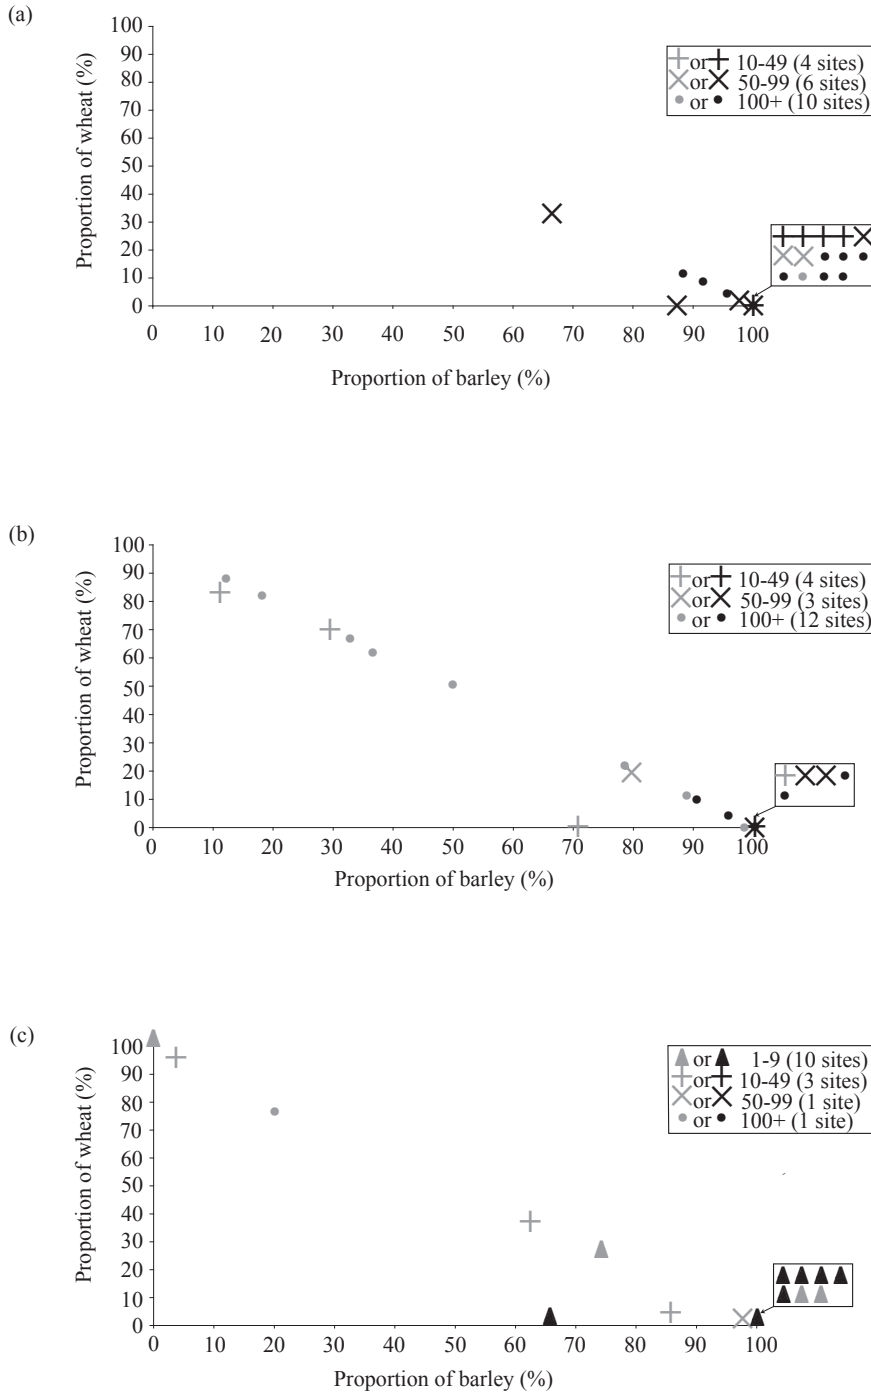 (a)
100
90
80
70
60
50
40
30
20
10
0
Proportion of wheat (%)
0 10 20 30 40 50 60 70 80 90 100
Proportion of barley (%)
or 10-49 (4 sites)
or 50-99 (6 sites)
or 100+ (10 sites)
(b)
100
90
80
70
60
50
40
30
20
10
0
Proportion of wheat (%)
0 10 20 30 40 50 60 70 80 90 100
Proportion of barley (%)
or 10-49 (4 sites)
or 50-99 (3 sites)
or 100+ (12 sites)
(c)
100
90
80
70
60
50
40
30
20
10
0
Proportion of wheat (%)
0 10 20 30 40 50 60 70 80 90 100
Proportion of barley (%)
or 1-9 (10 sites)
or 10-49 (3 sites)
or 50-99 (1 site)
or 100+ (1 site)